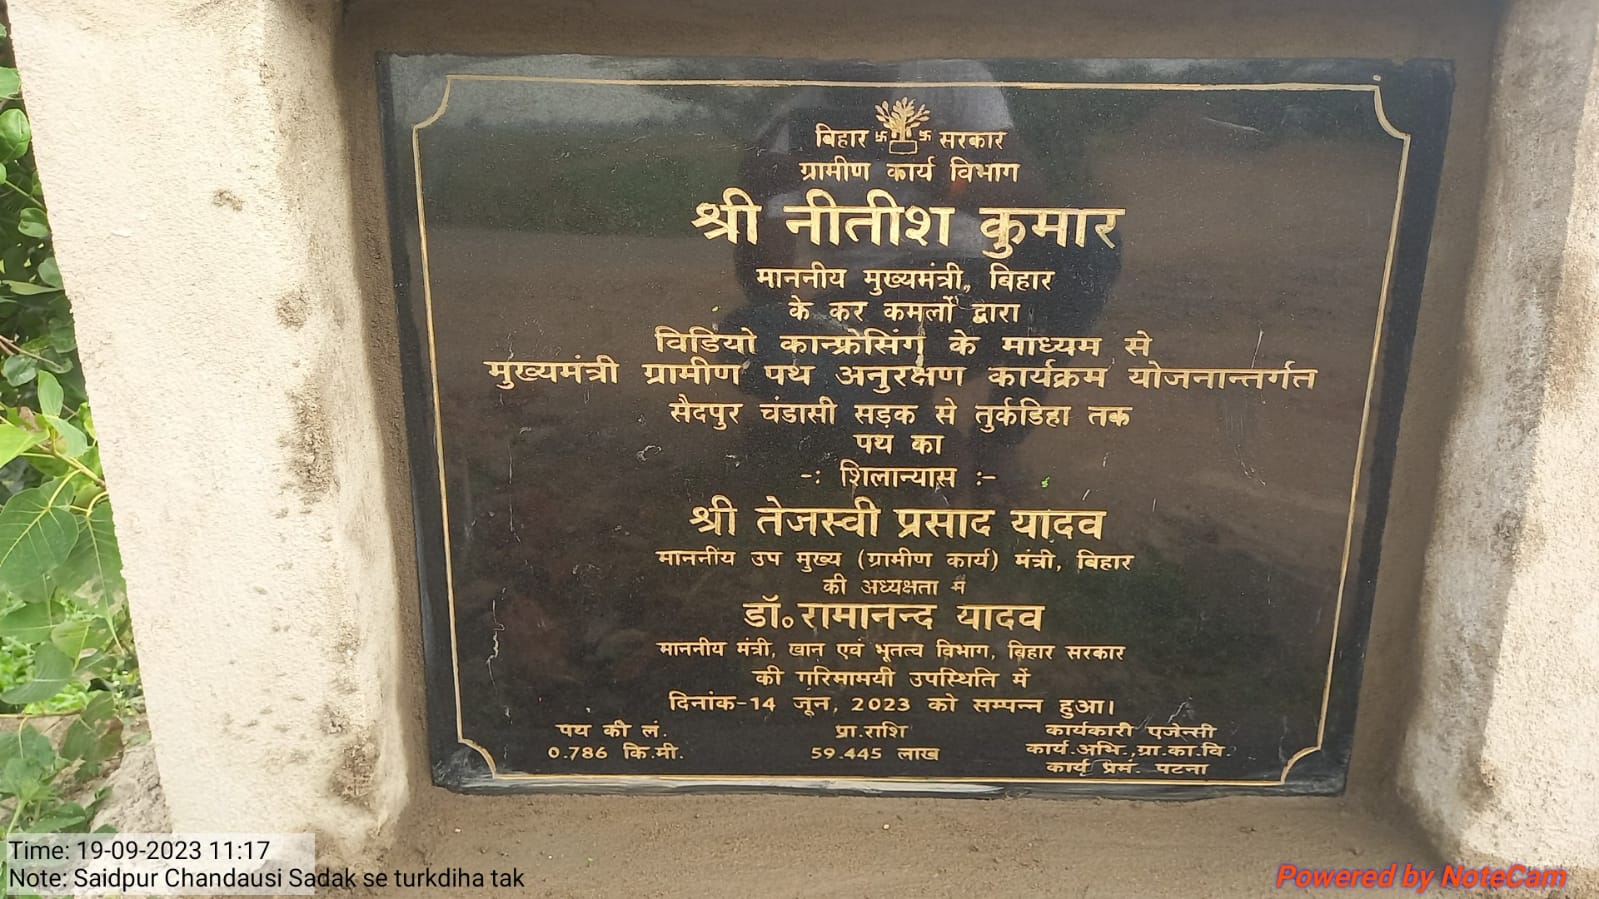 बिहार सरकार
ग्रामीण कार्य विभाग
श्री नीतीश कुमार
माननीय मुख्यमंत्री, बिहार
के कर कमलों द्वारा
विडियो कान्फ्रेसिंग के माध्यम से
मुख्यमंत्री ग्रामीण पथ अनुरक्षण कार्यक्रम योजनान्तर्गत
सैदपुर चंडासी सड़क से तुर्कडिहा तक
पथ का
-: शिलान्यास :-
श्री तेजस्वी प्रसाद यादव
माननीय उप मुख्य (ग्रामीण कार्य) मंत्री, बिहार
की अध्यक्षता में
डॉ० रामानन्द यादव
माननीय मंत्री, खान एवं भूतत्व विभाग, बिहार सरकार
की गरिमामयी उपस्थिति में
दिनांक-14 जून, 2023 को सम्पन्न हुआ।
पथ की लं. प्रा.राशि कार्यकारी एजेन्सी
0.786 कि.मी. 59.445 लाख कार्य.अभि.,ग्रा.का.वि.
कार्य प्रमं. पटना
Time: 19-09-2023 11:17
Note: Saidpur Chandausi Sadak se turkdiha tak
Powered by NoteCam